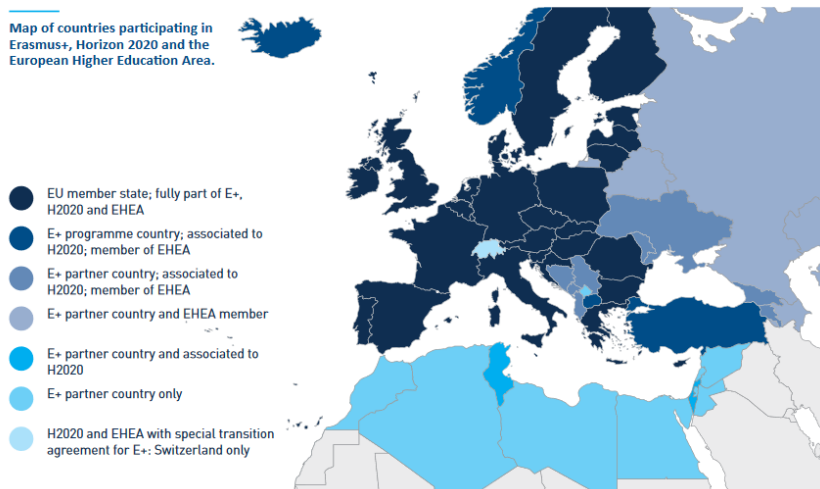 Map of countries participating in
Erasmus+, Horizon 2020 and the
European Higher Education Area.
EU member state; fully part of E+,
H2020 and EHEA
E+ programme country; associated to
H2020; member of EHEA
E+ partner country; associated to
H2020; member of EHEA
E+ partner country and EHEA member
E+ partner country and associated to
H2020
E+ partner country only
H2020 and EHEA with special transition
agreement for E+: Switzerland only